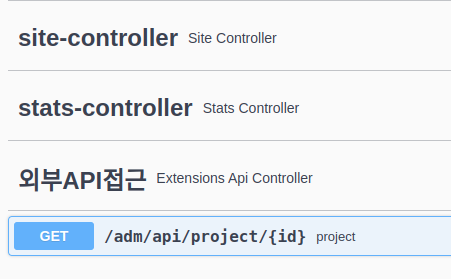 site-controller Site Controller
stats-controller Stats Controller
외부API접근 Extensions Api Controller
GET /adm/api/project/{id} project